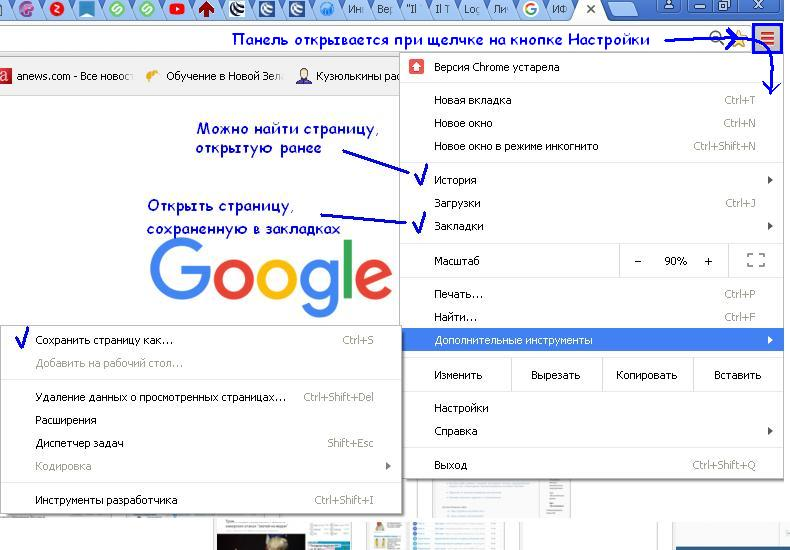 Ин
Вер
"Il
Il T
Log
Ли
ИФ
Панель открывается при щелчке на кнопке Настройки
anews.com - Все новост
Обучение в Новой Зел
Кузюлькины рас
Версия Chrome устарела
Новая вкладка Ctrl+T
Новое окно Ctrl+N
Новое окно в режиме инкогнито Ctrl+Shift+N
Можно найти страницу,
открытую ранее
История
Загрузки Ctrl+J
Закладки
Открыть страницу,
сохраненную в закладках
Масштаб − 90% +
Google
Печать... Ctrl+P
Найти... Ctrl+F
Дополнительные инструменты
Изменить Вырезать Копировать Вставить
Настройки
Справка
Выход Ctrl+Shift+Q
Сохранить страницу как... Ctrl+S
Добавить на рабочий стол...
Удаление данных о просмотренных страницах... Ctrl+Shift+Del
Расширения
Диспетчер задач Shift+Esc
Кодировка
Инструменты разработчика Ctrl+Shift+I